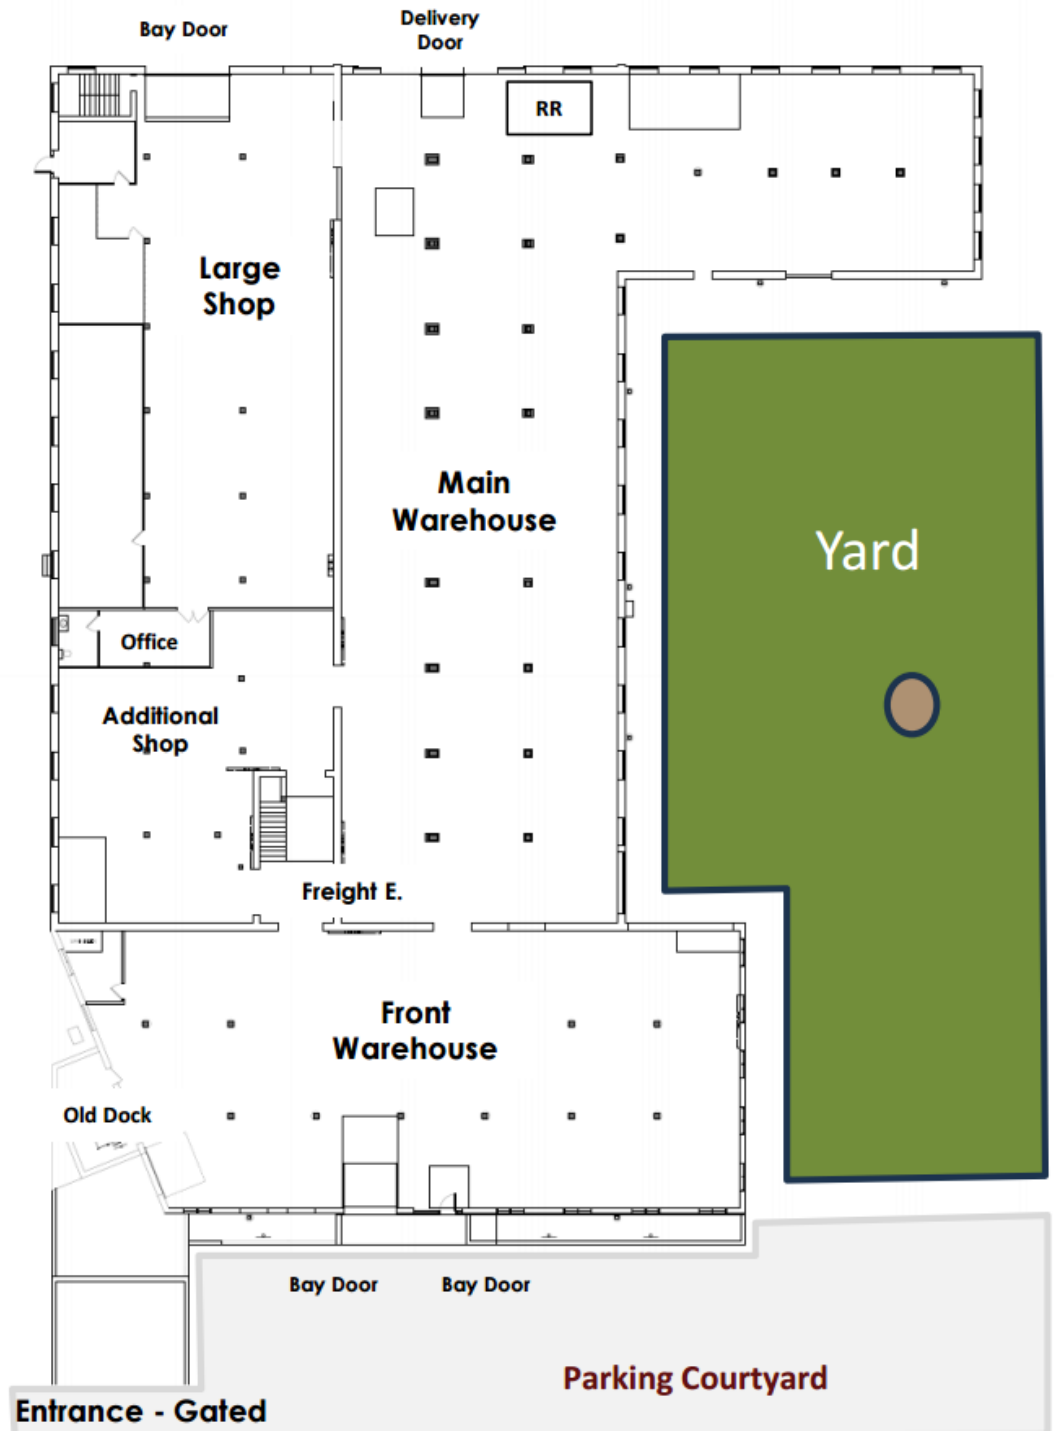 Bay Door
Delivery
Door
RR
Large
Shop
Main
Warehouse
Yard
Office
Additional
Shop
Freight E.
Front
Warehouse
Old Dock
Bay Door
Bay Door
Parking Courtyard
Entrance - Gated